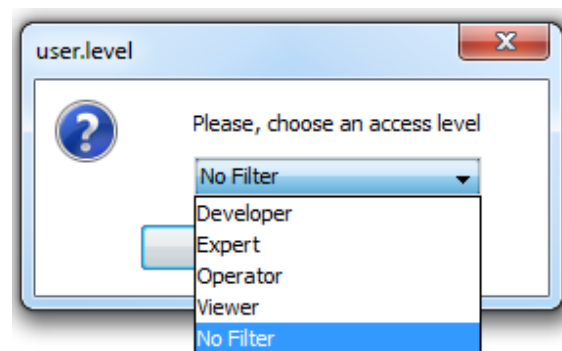 user.level
Please, choose an access level
No Filter
Developer
Expert
Operator
Viewer
No Filter